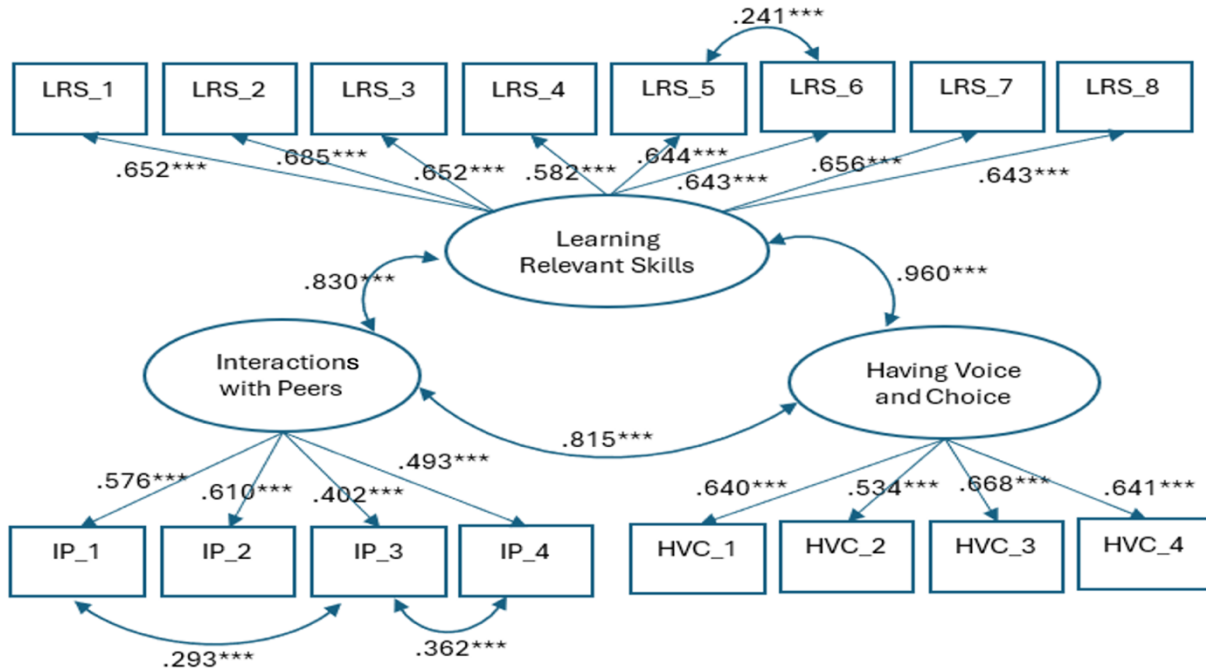 .241***
LRS_1 LRS_2 LRS_3 LRS_4 LRS_5 LRS_6 LRS_7 LRS_8
.652*** .685*** .652*** .582*** .644*** .643*** .656*** .643***
Learning
Relevant Skills
.830*** .960***
Interactions
with Peers
Having Voice
and Choice
.815***
.576*** .610*** .402*** .493*** .640*** .534*** .668*** .641***
IP_1 IP_2 IP_3 IP_4 HVC_1 HVC_2 HVC_3 HVC_4
.293*** .362***